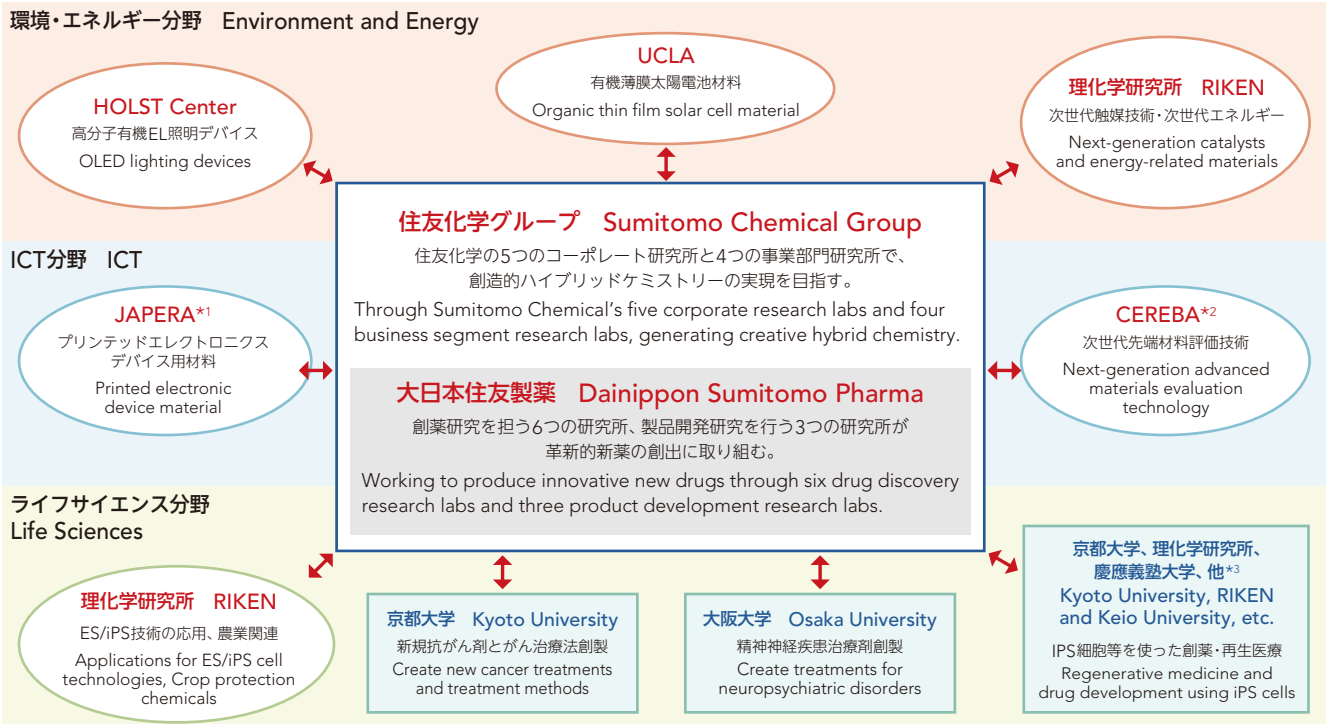 環境・エネルギー分野 Environment and Energy
HOLST Center
高分子有機EL照明デバイス
OLED lighting devices
UCLA
有機薄膜太陽電池材料
Organic thin film solar cell material
理化学研究所 RIKEN
次世代触媒技術・次世代エネルギー
Next-generation catalysts
and energy-related materials
住友化学グループ Sumitomo Chemical Group
住友化学の5つのコーポレート研究所と4つの事業部門研究所で、
創造的ハイブリッドケミストリーの実現を目指す。
Through Sumitomo Chemical's five corporate research labs and four
business segment research labs, generating creative hybrid chemistry.
大日本住友製薬 Dainippon Sumitomo Pharma
創薬研究を担う6つの研究所、製品開発研究を行う3つの研究所が
革新的新薬の創出に取り組む。
Working to produce innovative new drugs through six drug discovery
research labs and three product development research labs.
ICT分野 ICT
JAPERA*1
プリンテッドエレクトロニクス
デバイス用材料
Printed electronic
device material
CEREBA*2
次世代先端材料評価技術
Next-generation advanced
materials evaluation
technology
ライフサイエンス分野
Life Sciences
理化学研究所 RIKEN
ES/iPS技術の応用、農業関連
Applications for ES/iPS cell
technologies, Crop protection
chemicals
京都大学 Kyoto University
新規抗がん剤とがん治療法創製
Create new cancer treatments
and treatment methods
大阪大学 Osaka University
精神神経疾患治療剤創製
Create treatments for
neuropsychiatric disorders
京都大学、理化学研究所、
慶應義塾大学、他*3
Kyoto University, RIKEN
and Keio University, etc.
IPS細胞等を使った創薬・再生医療
Regenerative medicine and
drug development using iPS cells